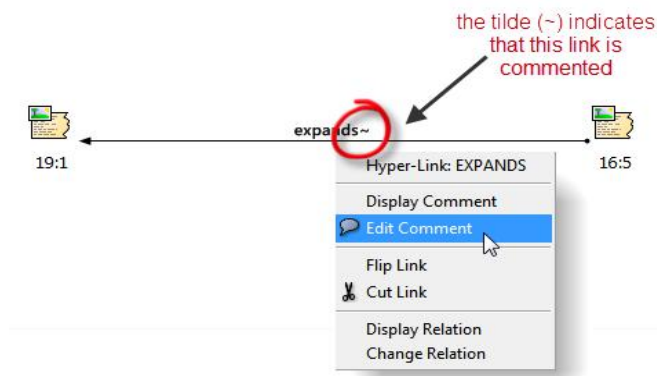 the tilde (~) indicates
that this link is
commented
expands~
19:1
16:5
Hyper-Link: EXPANDS
Display Comment
Edit Comment
Flip Link
Cut Link
Display Relation
Change Relation